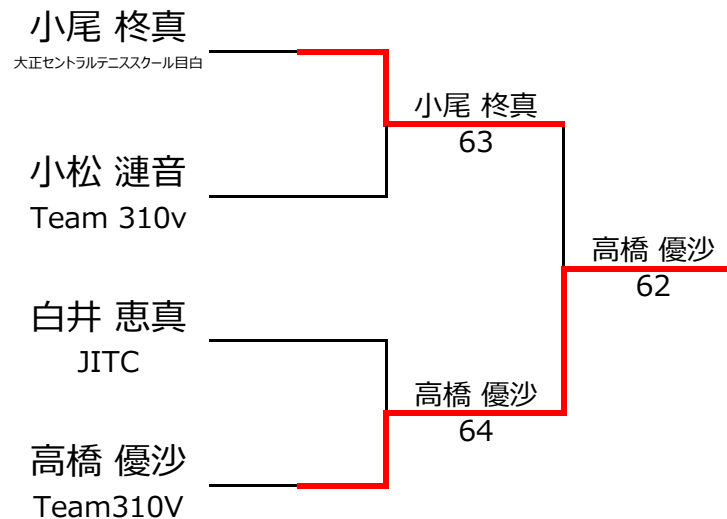 小尾 柊真
大正セントラルテニススクール目白
小松 漣音
Team 310v
白井 恵真
JITC
高橋 優沙
Team310V
小尾 柊真
63
高橋 優沙
64
高橋 優沙
62